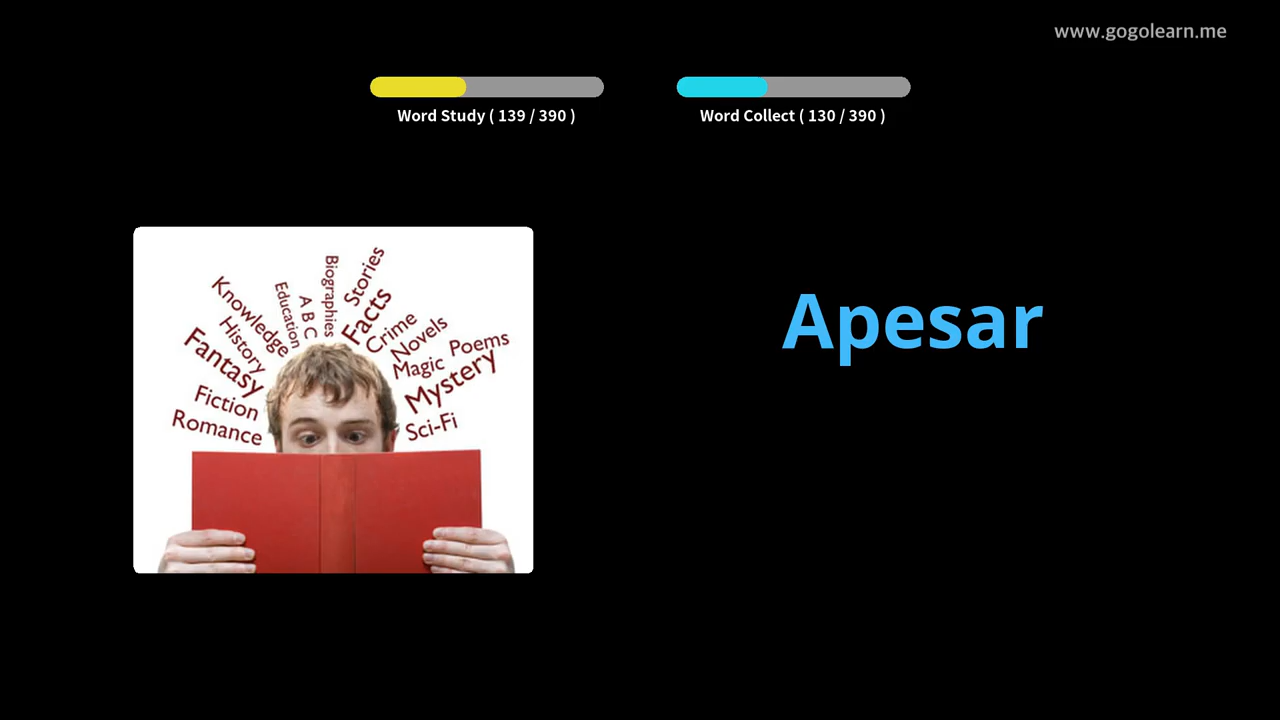 www.gogolearn.me
Word Study ( 139 / 390 )
Word Collect ( 130 / 390 )
Apesar
Biographies
Stories
Education
A B C
Facts
Knowledge
Crime
History
Novels
Poems
Fantasy
Magic
Mystery
Fiction
Romance
Sci-Fi